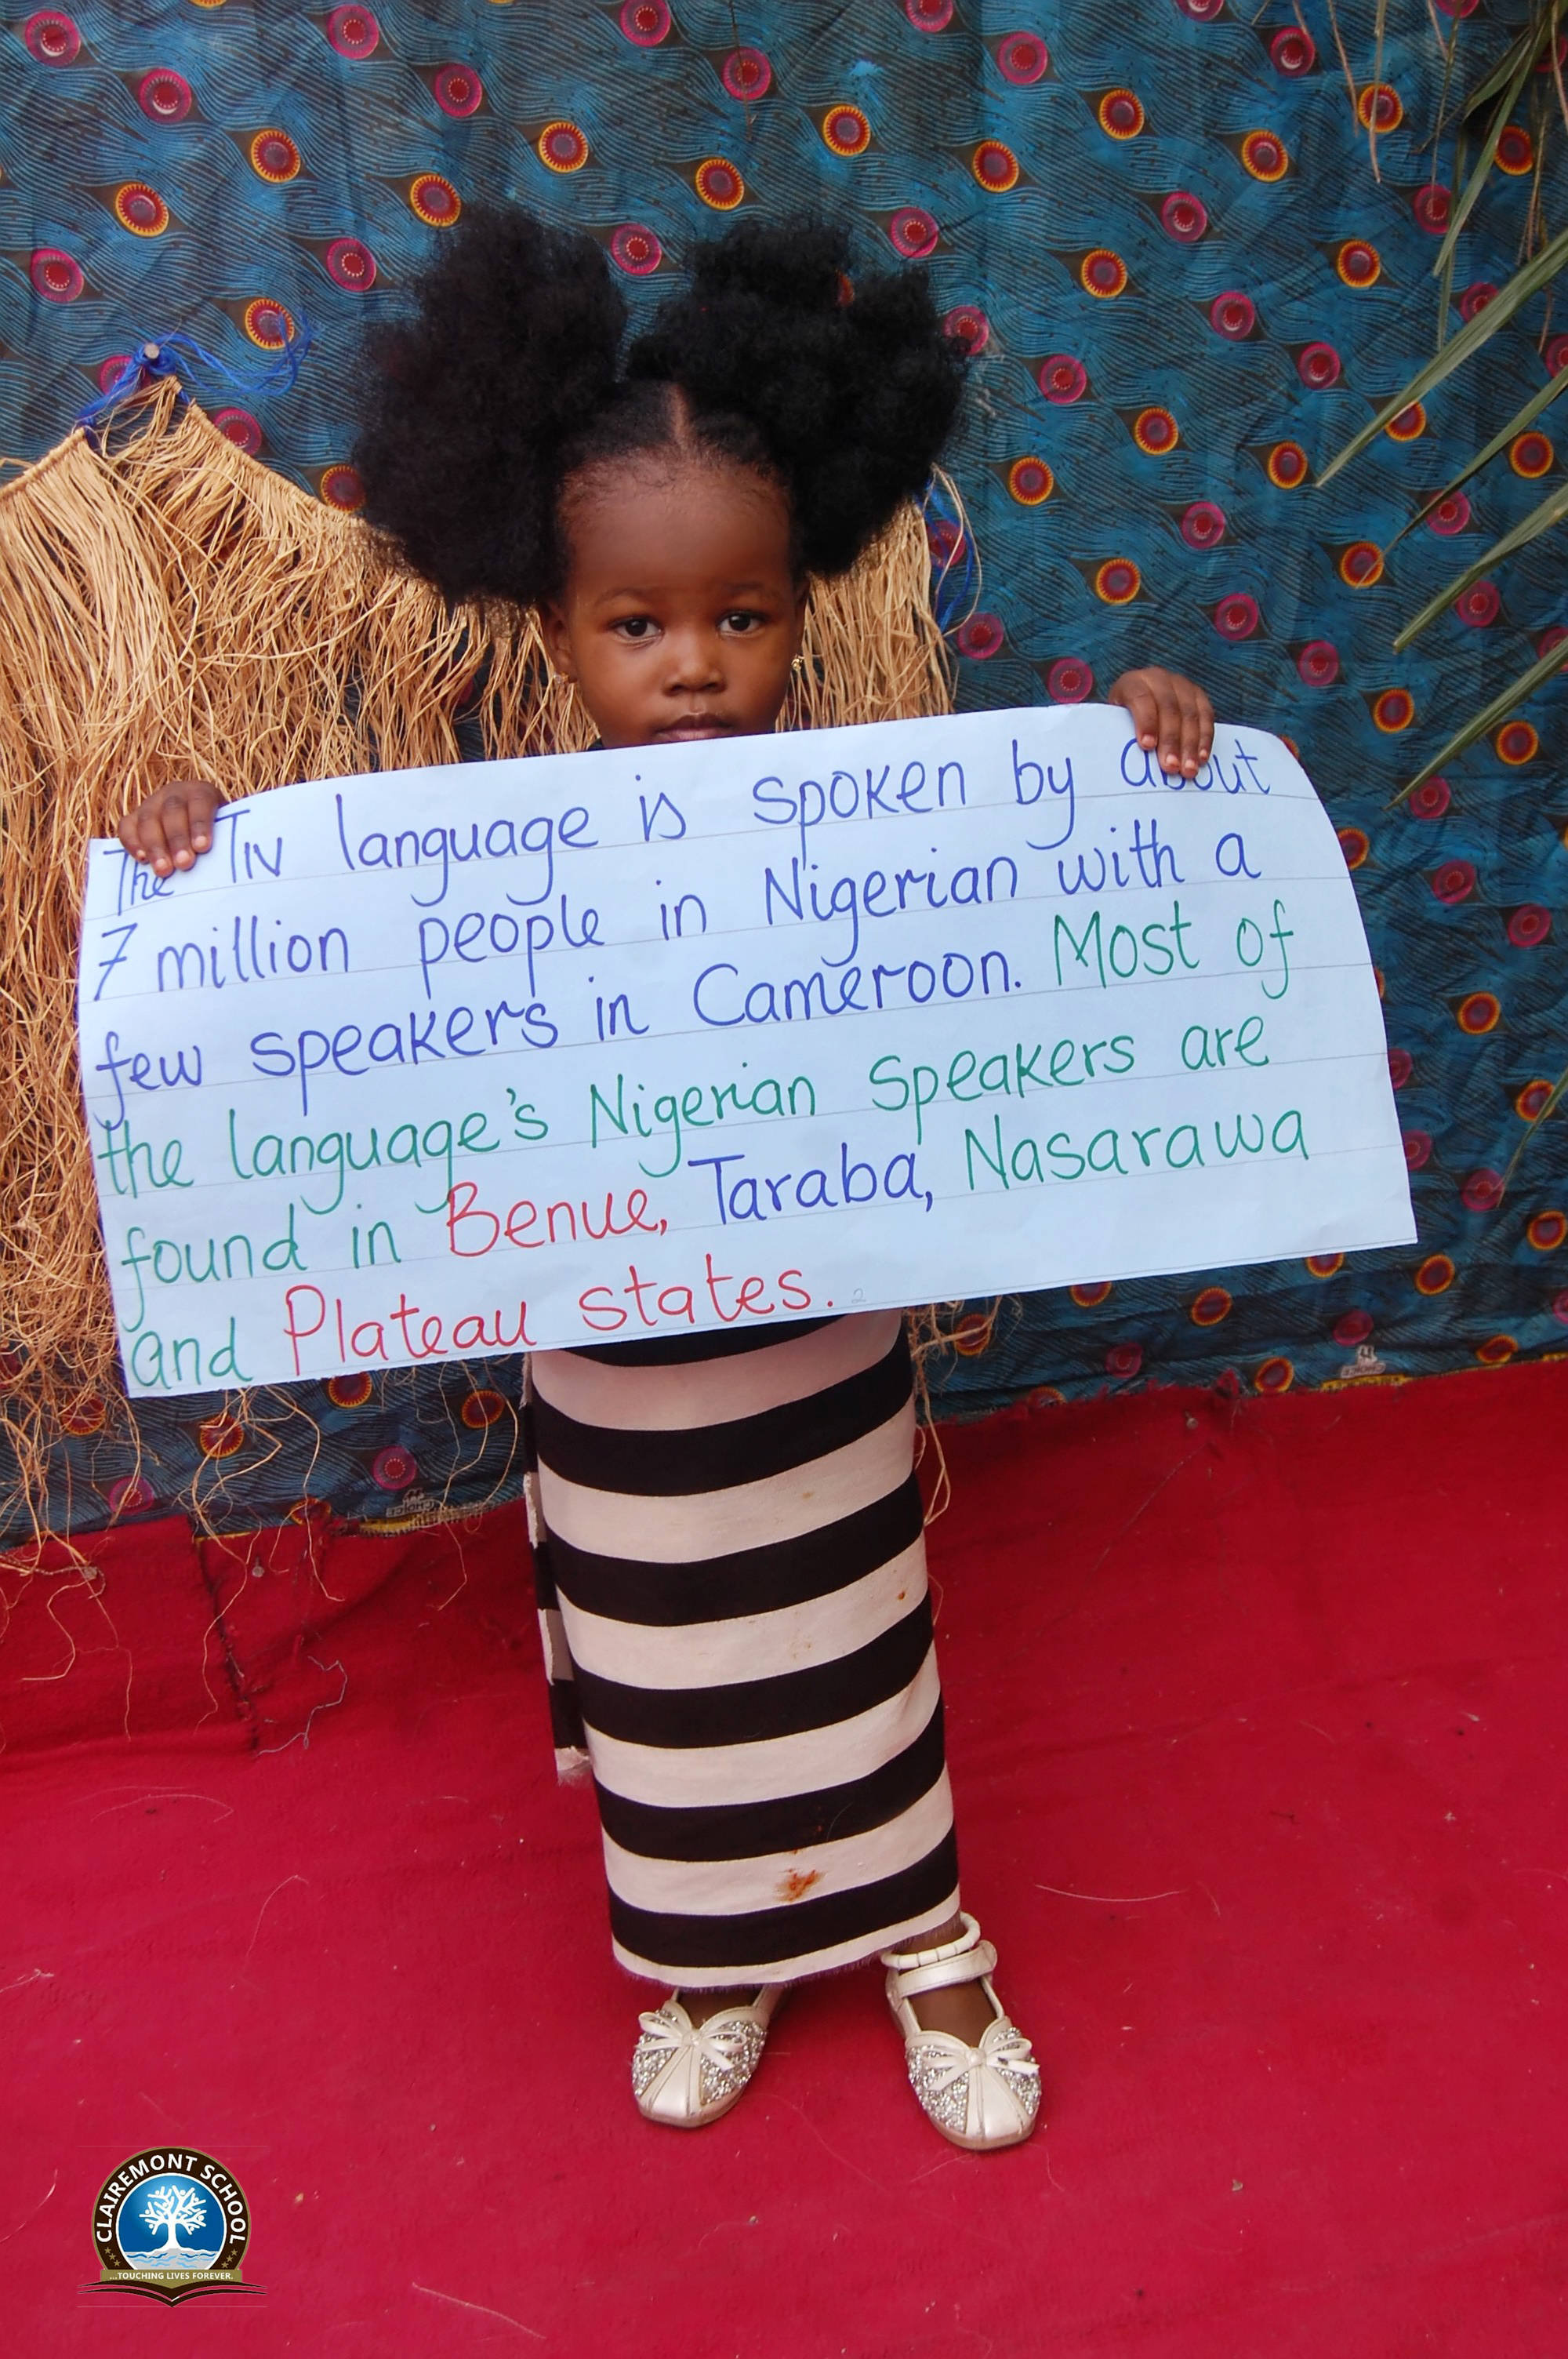 The Tiv language is spoken by about
7 million people in Nigerian with a
few speakers in Cameroon. Most of
the language's Nigerian Speakers are
found in Benue, Taraba, Nasarawa
and Plateau states.
2
CLAIREMONT SCHOOL
...TOUCHING LIVES FOREVER.